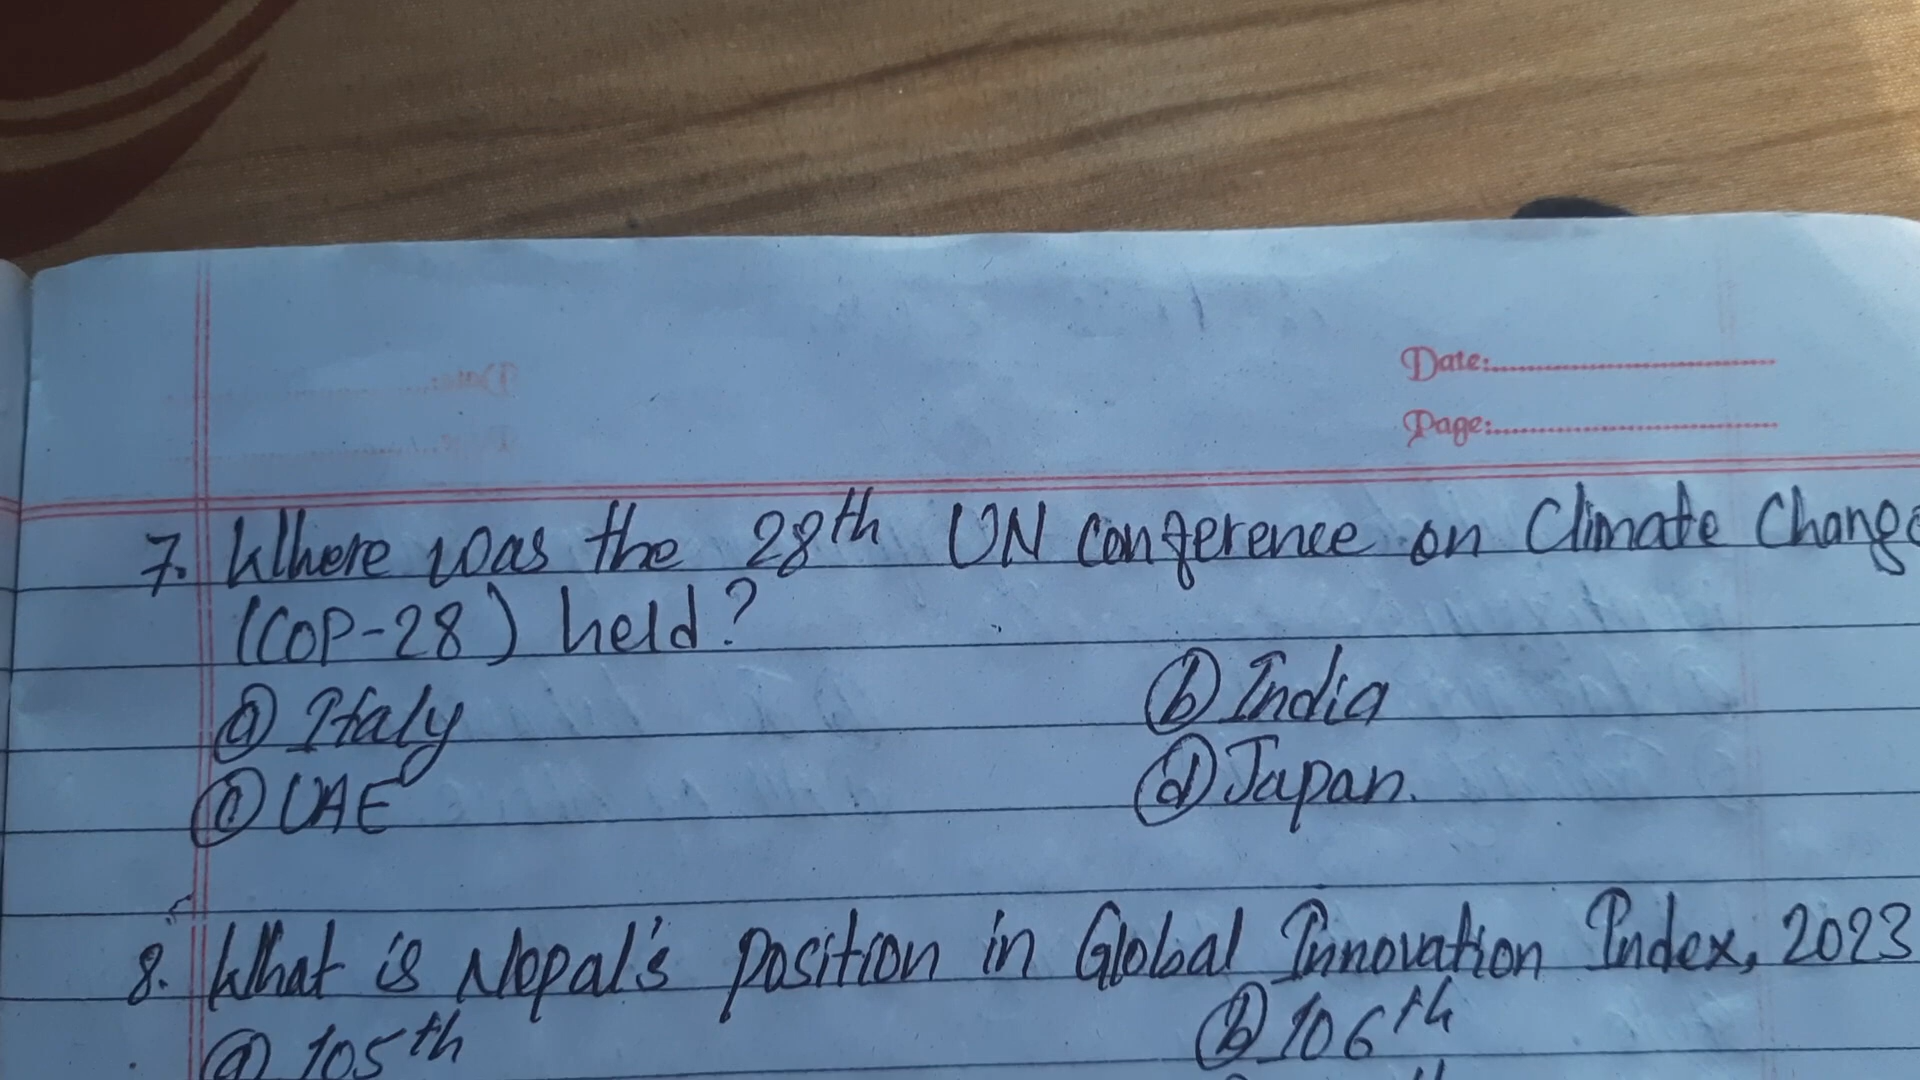 Date:
Page:
7. Where was the 28th UN Conference on Climate Change
(COP-28) held?
ⓐ Italy ⓑ India
ⓒ UAE ⓓ Japan.
8. What is Nepal's position in Global Innovation Index, 2023
ⓐ 105th ⓑ 106th